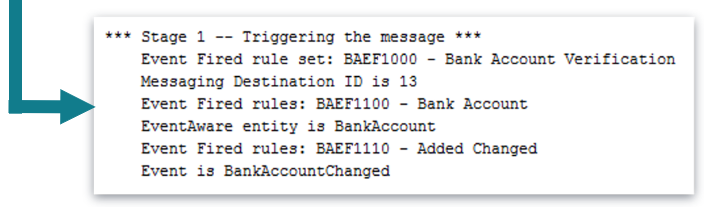 *** Stage 1 -- Triggering the message ***
Event Fired rule set: BAEF1000 - Bank Account Verification
Messaging Destination ID is 13
Event Fired rules: BAEF1100 - Bank Account
EventAware entity is BankAccount
Event Fired rules: BAEF1110 - Added Changed
Event is BankAccountChanged